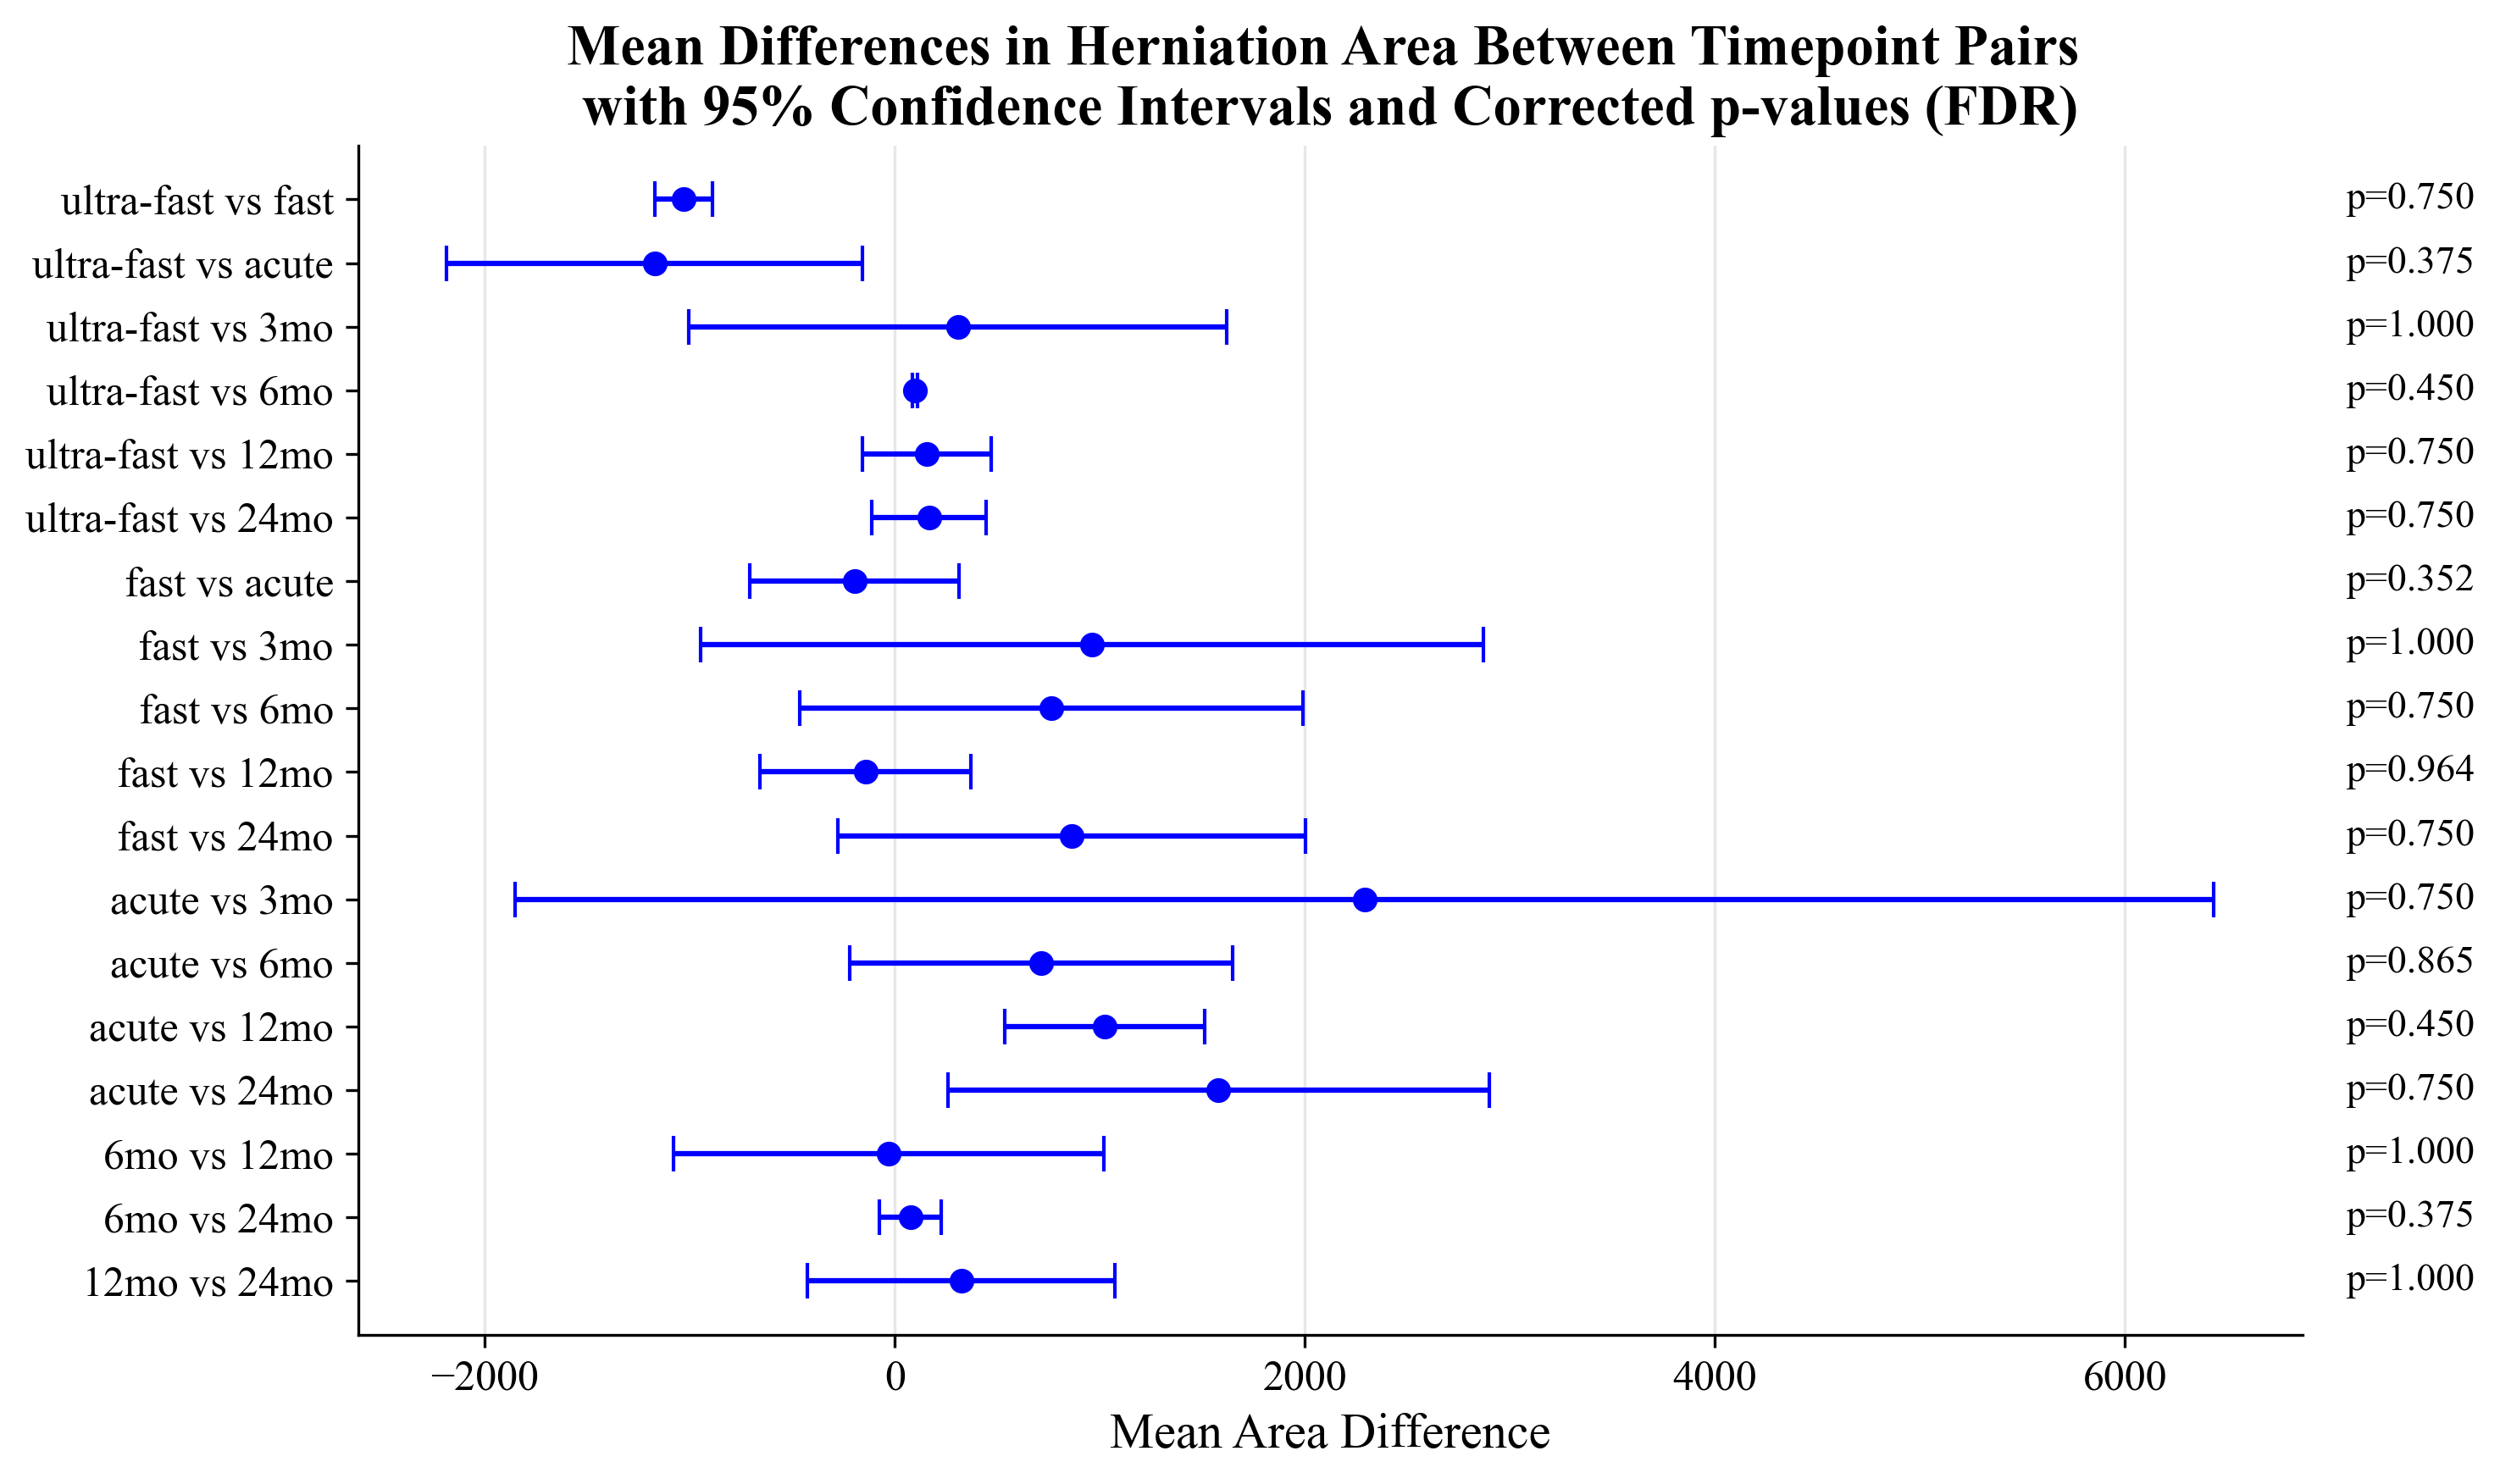 Mean Differences in Herniation Area Between Timepoint Pairs
with 95% Confidence Intervals and Corrected p-values (FDR)
ultra-fast vs fast p=0.750
ultra-fast vs acute p=0.375
ultra-fast vs 3mo p=1.000
ultra-fast vs 6mo p=0.450
ultra-fast vs 12mo p=0.750
ultra-fast vs 24mo p=0.750
fast vs acute p=0.352
fast vs 3mo p=1.000
fast vs 6mo p=0.750
fast vs 12mo p=0.964
fast vs 24mo p=0.750
acute vs 3mo p=0.750
acute vs 6mo p=0.865
acute vs 12mo p=0.450
acute vs 24mo p=0.750
6mo vs 12mo p=1.000
6mo vs 24mo p=0.375
12mo vs 24mo p=1.000
−2000 0 2000 4000 6000
Mean Area Difference